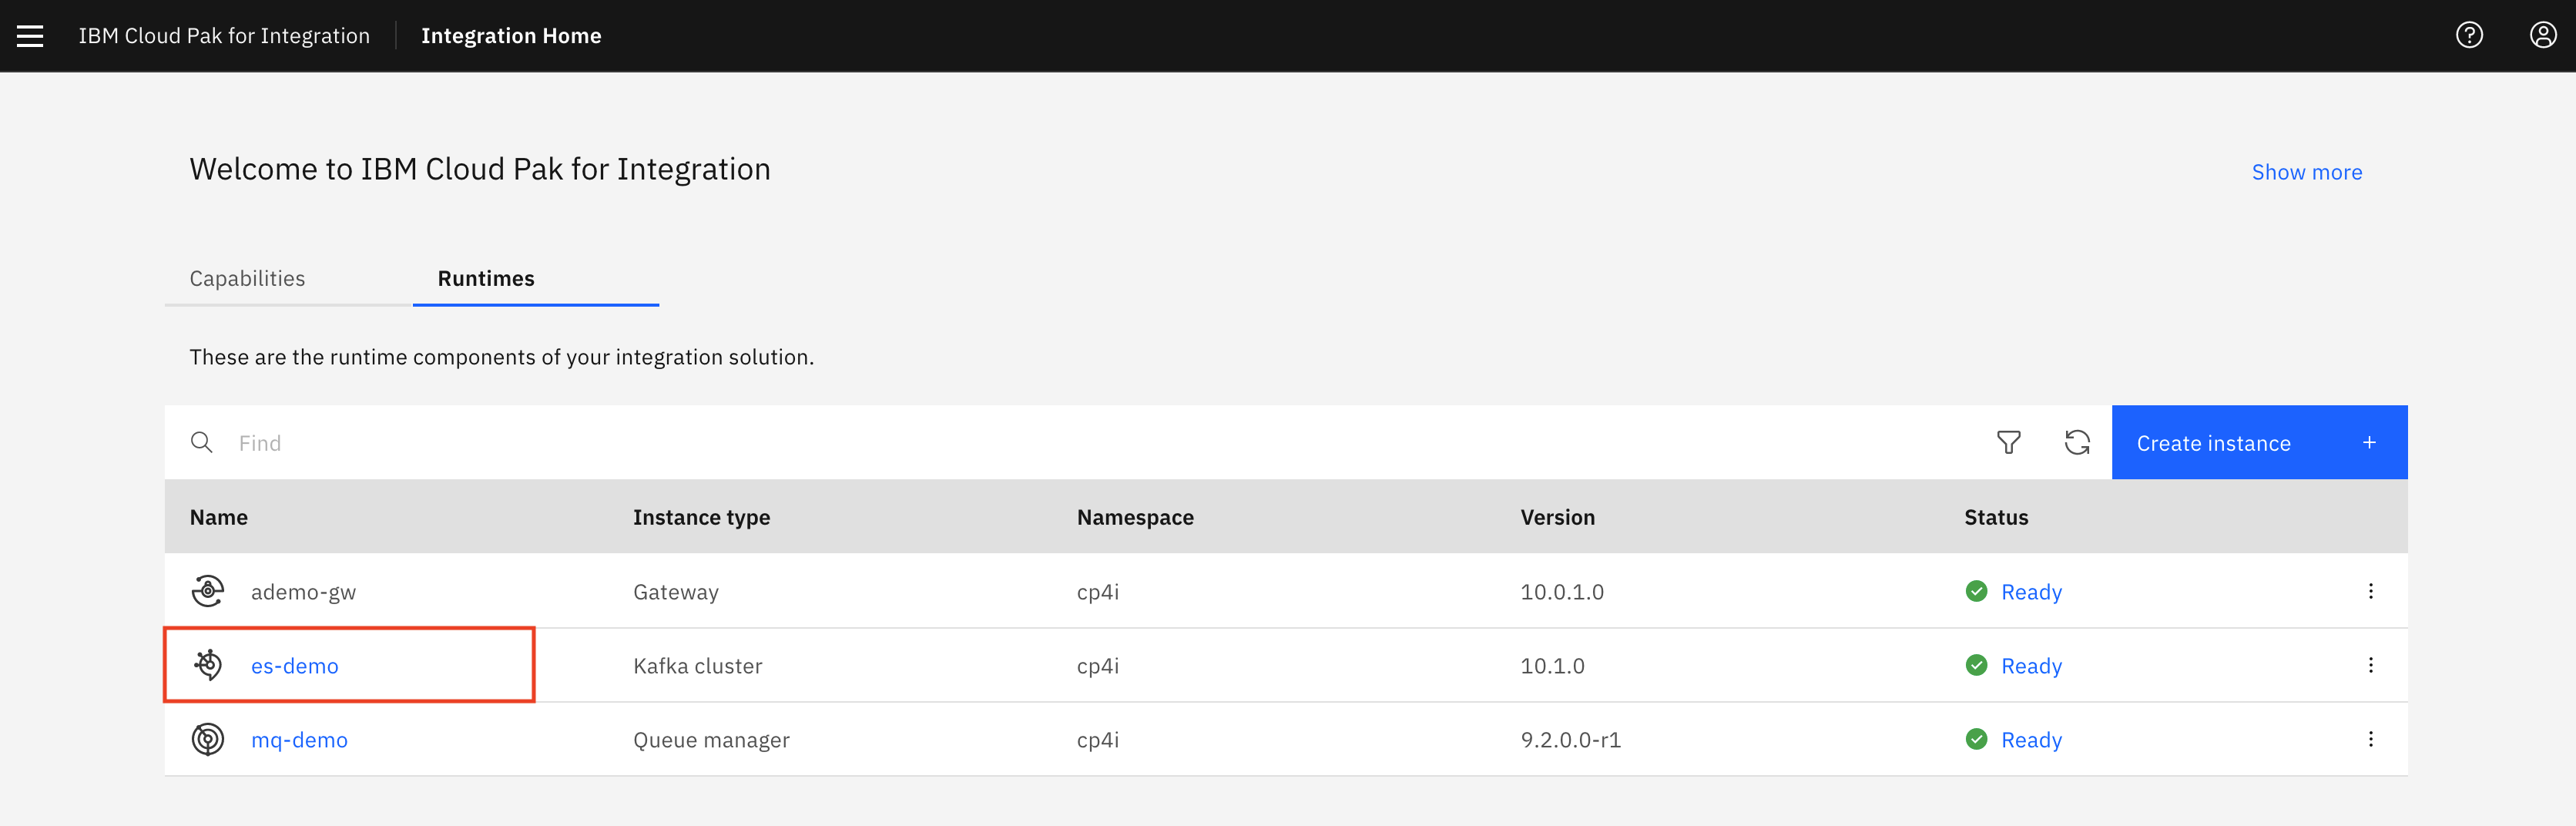 IBM Cloud Pak for Integration Integration Home
Welcome to IBM Cloud Pak for Integration Show more
Capabilities Runtimes
These are the runtime components of your integration solution.
Find Create instance +
Name Instance type Namespace Version Status
ademo-gw Gateway cp4i 10.0.1.0 Ready
es-demo Kafka cluster cp4i 10.1.0 Ready
mq-demo Queue manager cp4i 9.2.0.0-r1 Ready